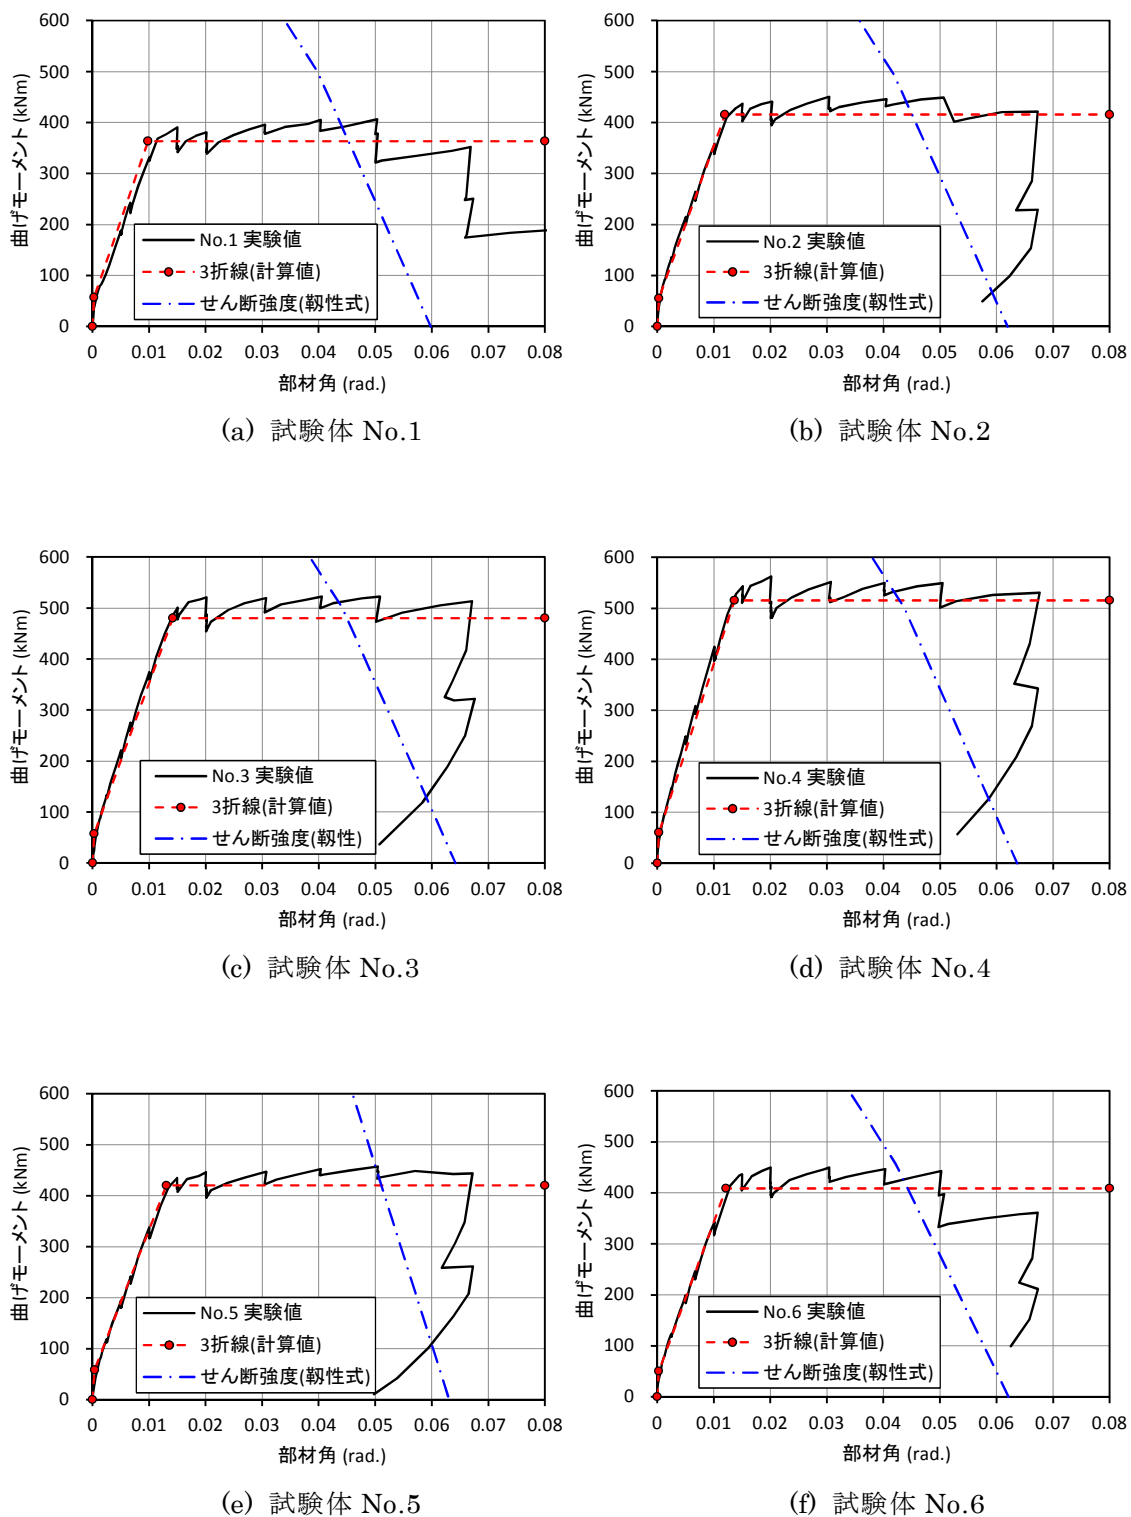 600
500
400
300
200
100
0
曲げモーメント (kNm)
No.1 実験値
3折線(計算値)
せん断強度(靱性式)
0 0.01 0.02 0.03 0.04 0.05 0.06 0.07 0.08
部材角 (rad.)
(a) 試験体 No.1
600
500
400
300
200
100
0
曲げモーメント (kNm)
No.2 実験値
3折線(計算値)
せん断強度(靱性式)
0 0.01 0.02 0.03 0.04 0.05 0.06 0.07 0.08
部材角 (rad.)
(b) 試験体 No.2
600
500
400
300
200
100
0
曲げモーメント (kNm)
No.3 実験値
3折線(計算値)
せん断強度(靱性)
0 0.01 0.02 0.03 0.04 0.05 0.06 0.07 0.08
部材角 (rad.)
(c) 試験体 No.3
600
500
400
300
200
100
0
曲げモーメント (kNm)
No.4 実験値
3折線(計算値)
せん断強度(靱性式)
0 0.01 0.02 0.03 0.04 0.05 0.06 0.07 0.08
部材角 (rad.)
(d) 試験体 No.4
600
500
400
300
200
100
0
曲げモーメント (kNm)
No.5 実験値
3折線(計算値)
せん断強度(靱性式)
0 0.01 0.02 0.03 0.04 0.05 0.06 0.07 0.08
部材角 (rad.)
(e) 試験体 No.5
600
500
400
300
200
100
0
曲げモーメント (kNm)
No.6 実験値
3折線(計算値)
せん断強度(靱性式)
0 0.01 0.02 0.03 0.04 0.05 0.06 0.07 0.08
部材角 (rad.)
(f) 試験体 No.6